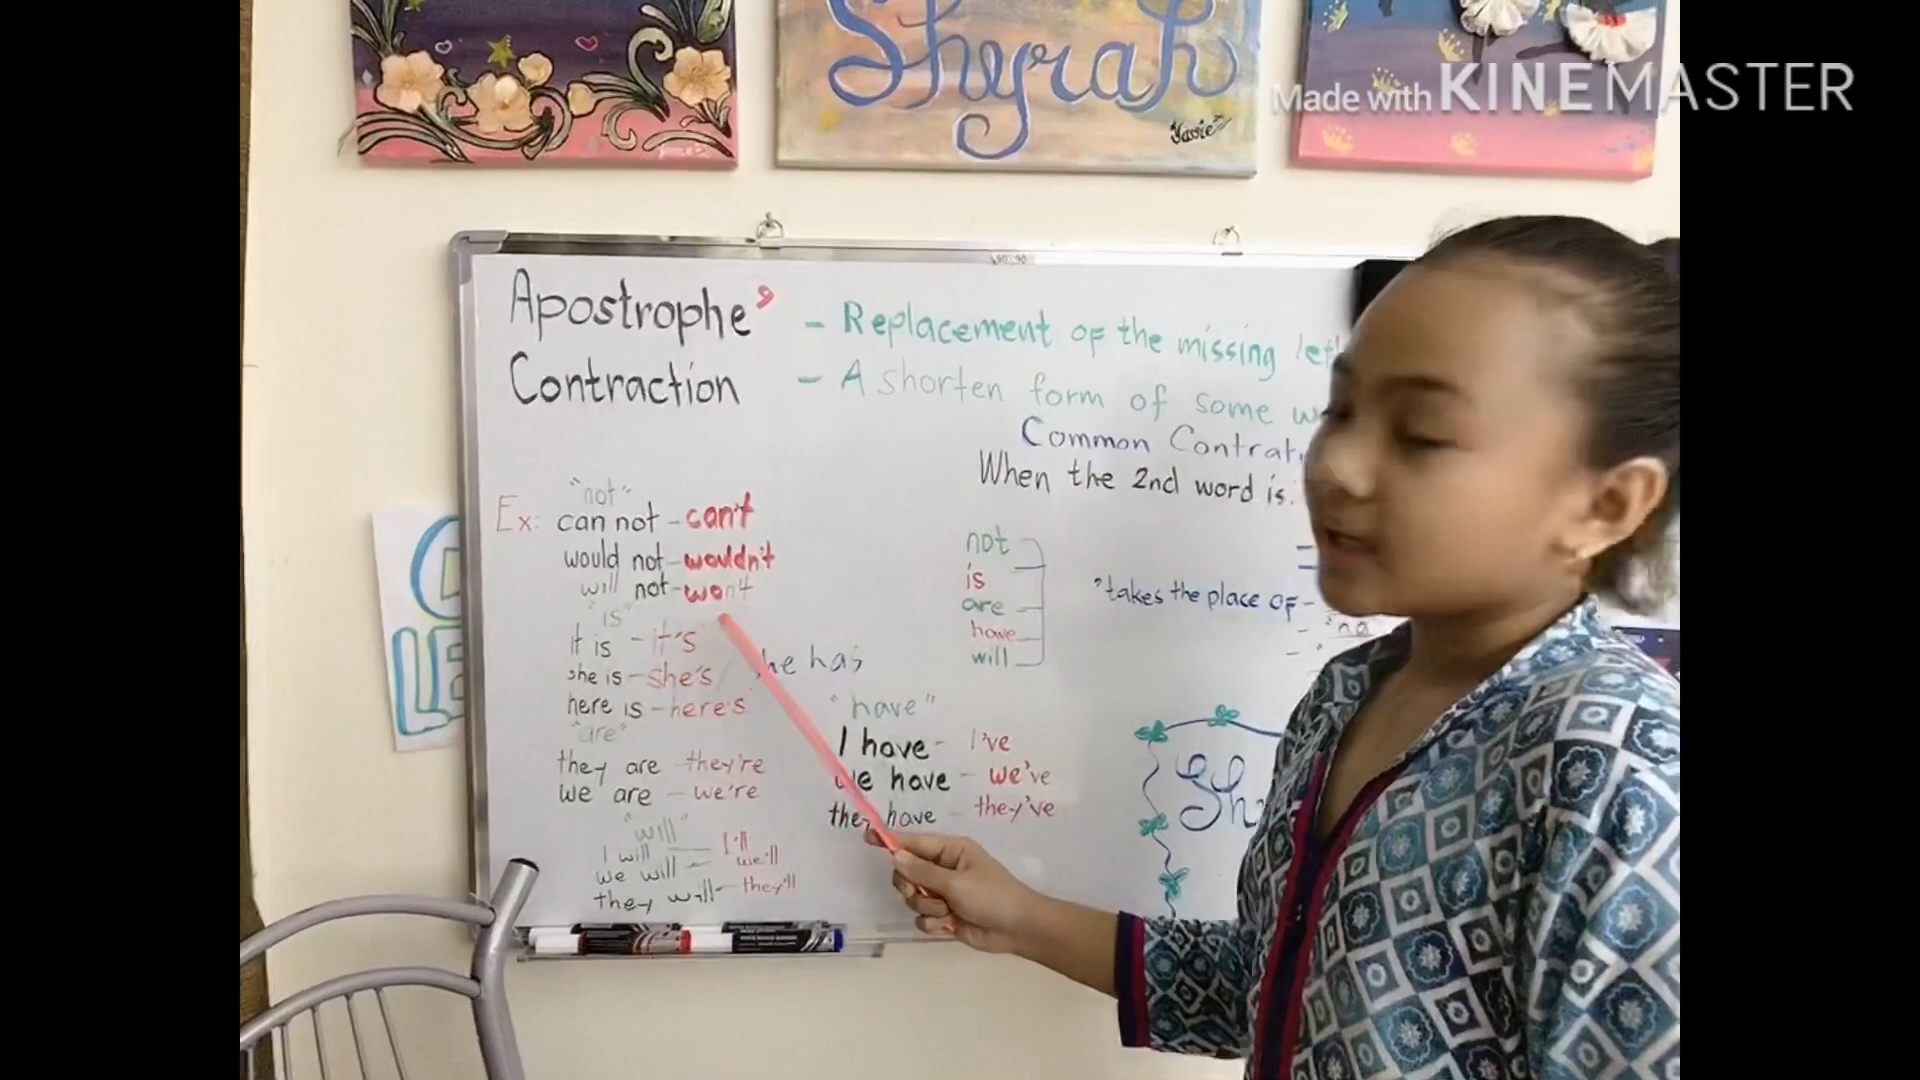 Shyrah
Yassie
Made with KINEMASTER
Apostrophe ’
- Replacement of the missing
Contraction
- A shorten form of some
Common
When the 2nd word is
"not"
Ex: can not - can't
would not - wouldn't
will not - won't
"is"
it is - it's
she is - she's / he has
here is - here's
"are"
they are they're
we are - we're
"will"
I will I'll
we will - we'll
they will - they'll
not
is
are
have
will
’takes the place of -
"have"
I have - I've
we have - we've
they have - they've
Sh
LE